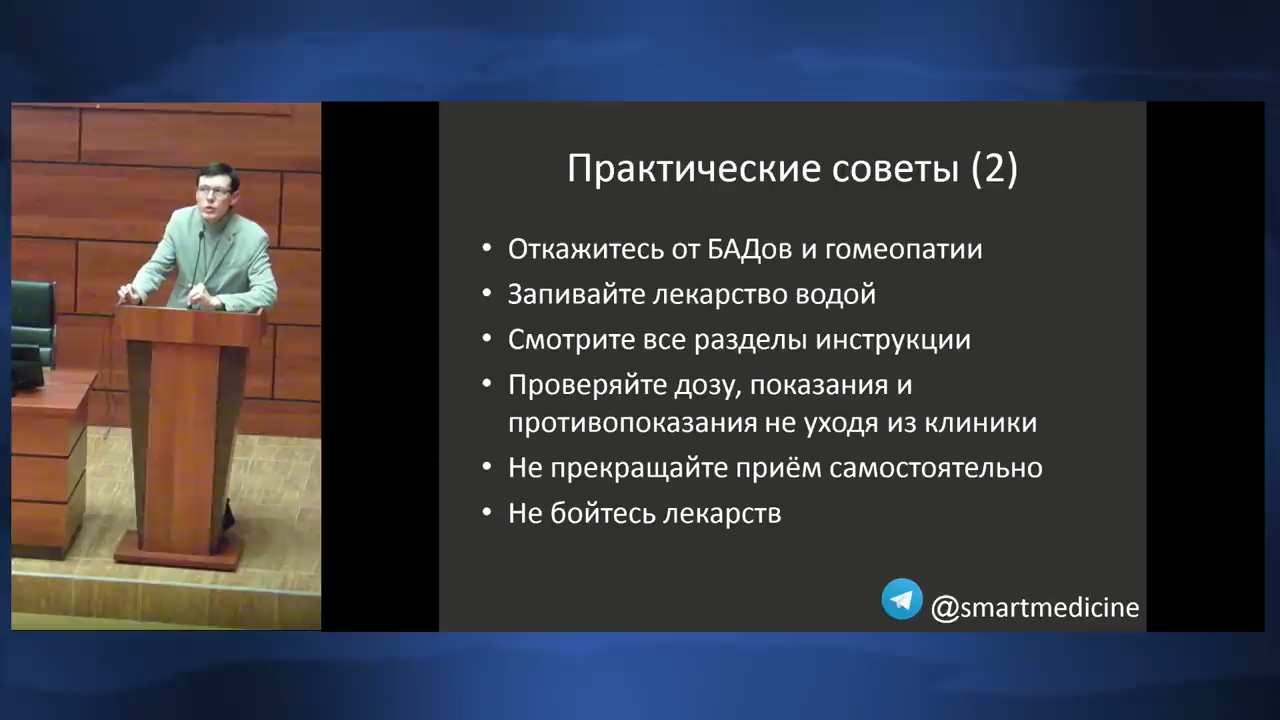 Практические советы (2)
• Откажитесь от БАДов и гомеопатии
• Запивайте лекарство водой
• Смотрите все разделы инструкции
• Проверяйте дозу, показания и
противопоказания не уходя из клиники
• Не прекращайте приём самостоятельно
• Не бойтесь лекарств
@smartmedicine